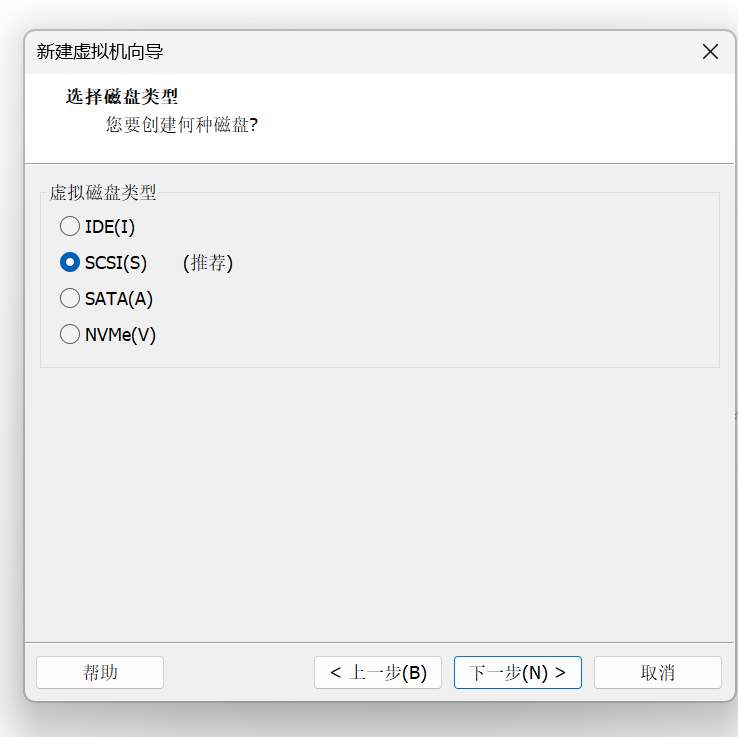 新建虚拟机向导
选择磁盘类型
您要创建何种磁盘?
虚拟磁盘类型
IDE(I)
SCSI(S) (推荐)
SATA(A)
NVMe(V)
帮助 < 上一步(B) 下一步(N) > 取消